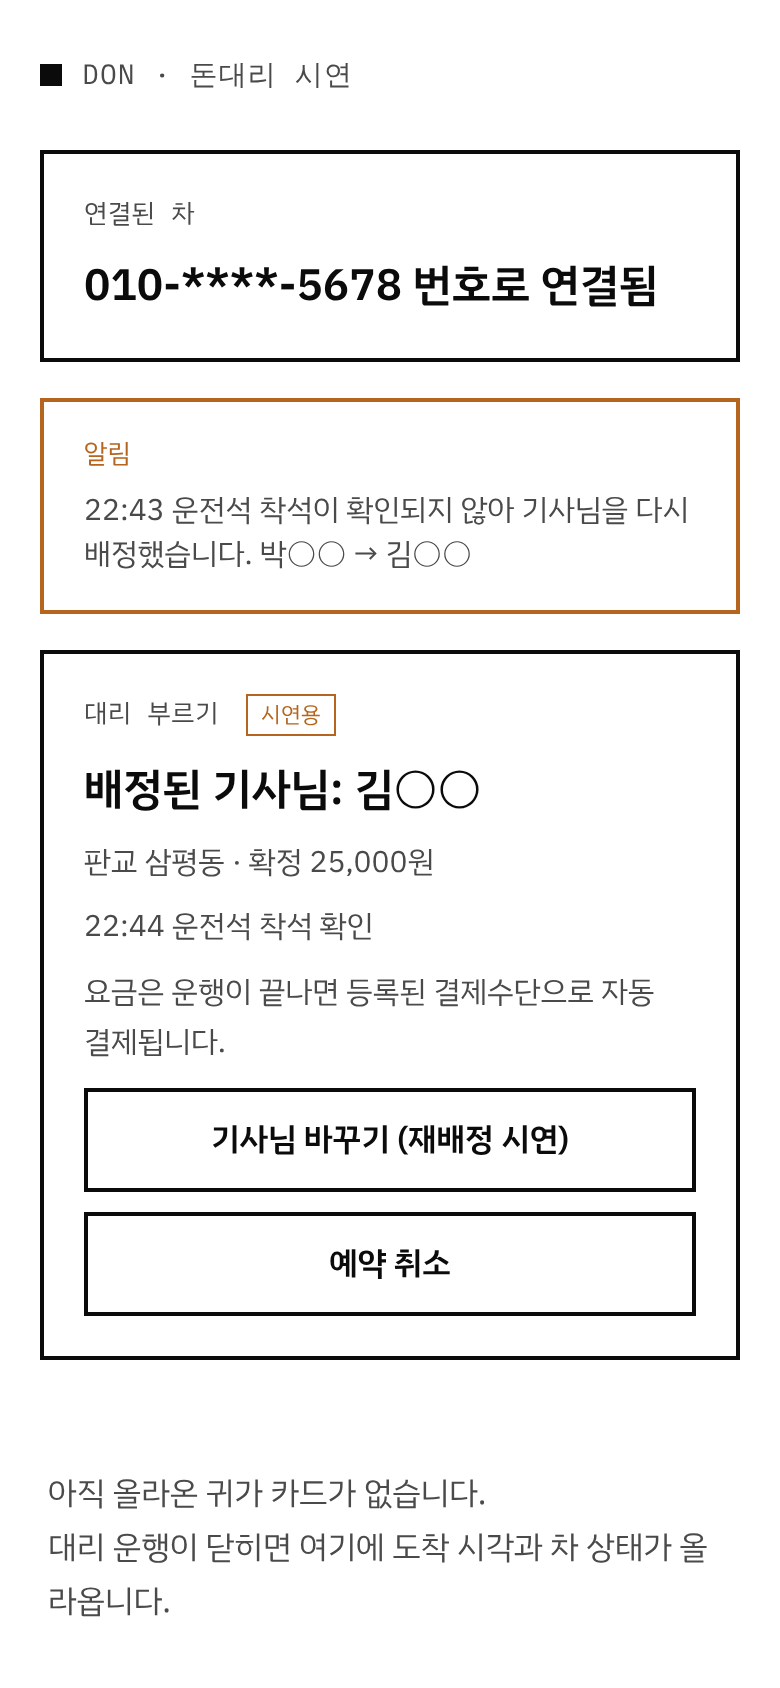 DON · 돈대리 시연
연결된 차
010-****-5678 번호로 연결됨
알림
22:43 운전석 착석이 확인되지 않아 기사님을 다시
배정했습니다. 박○○ → 김○○
대리 부르기 시연용
배정된 기사님: 김○○
판교 삼평동 · 확정 25,000원
22:44 운전석 착석 확인
요금은 운행이 끝나면 등록된 결제수단으로 자동
결제됩니다.
기사님 바꾸기 (재배정 시연)
예약 취소
아직 올라온 귀가 카드가 없습니다.
대리 운행이 닫히면 여기에 도착 시각과 차 상태가 올
라옵니다.